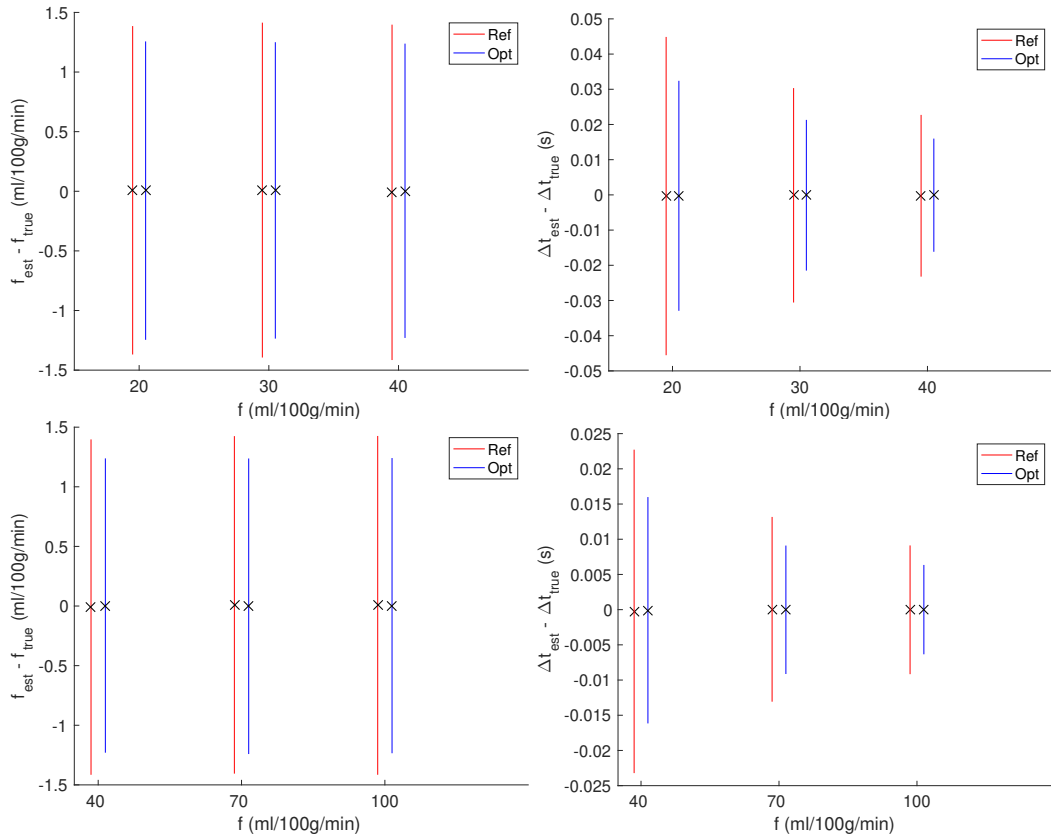 1.5
1
0.5
0
-0.5
-1
-1.5
f_est - f_true (ml/100g/min)
20 30 40
f (ml/100g/min)
Ref
Opt
0.05
0.04
0.03
0.02
0.01
0
-0.01
-0.02
-0.03
-0.04
-0.05
Δt_est - Δt_true (s)
20 30 40
f (ml/100g/min)
Ref
Opt
1.5
1
0.5
0
-0.5
-1
-1.5
f_est - f_true (ml/100g/min)
40 70 100
f (ml/100g/min)
Ref
Opt
0.025
0.02
0.015
0.01
0.005
0
-0.005
-0.01
-0.015
-0.02
-0.025
Δt_est - Δt_true (s)
40 70 100
f (ml/100g/min)
Ref
Opt